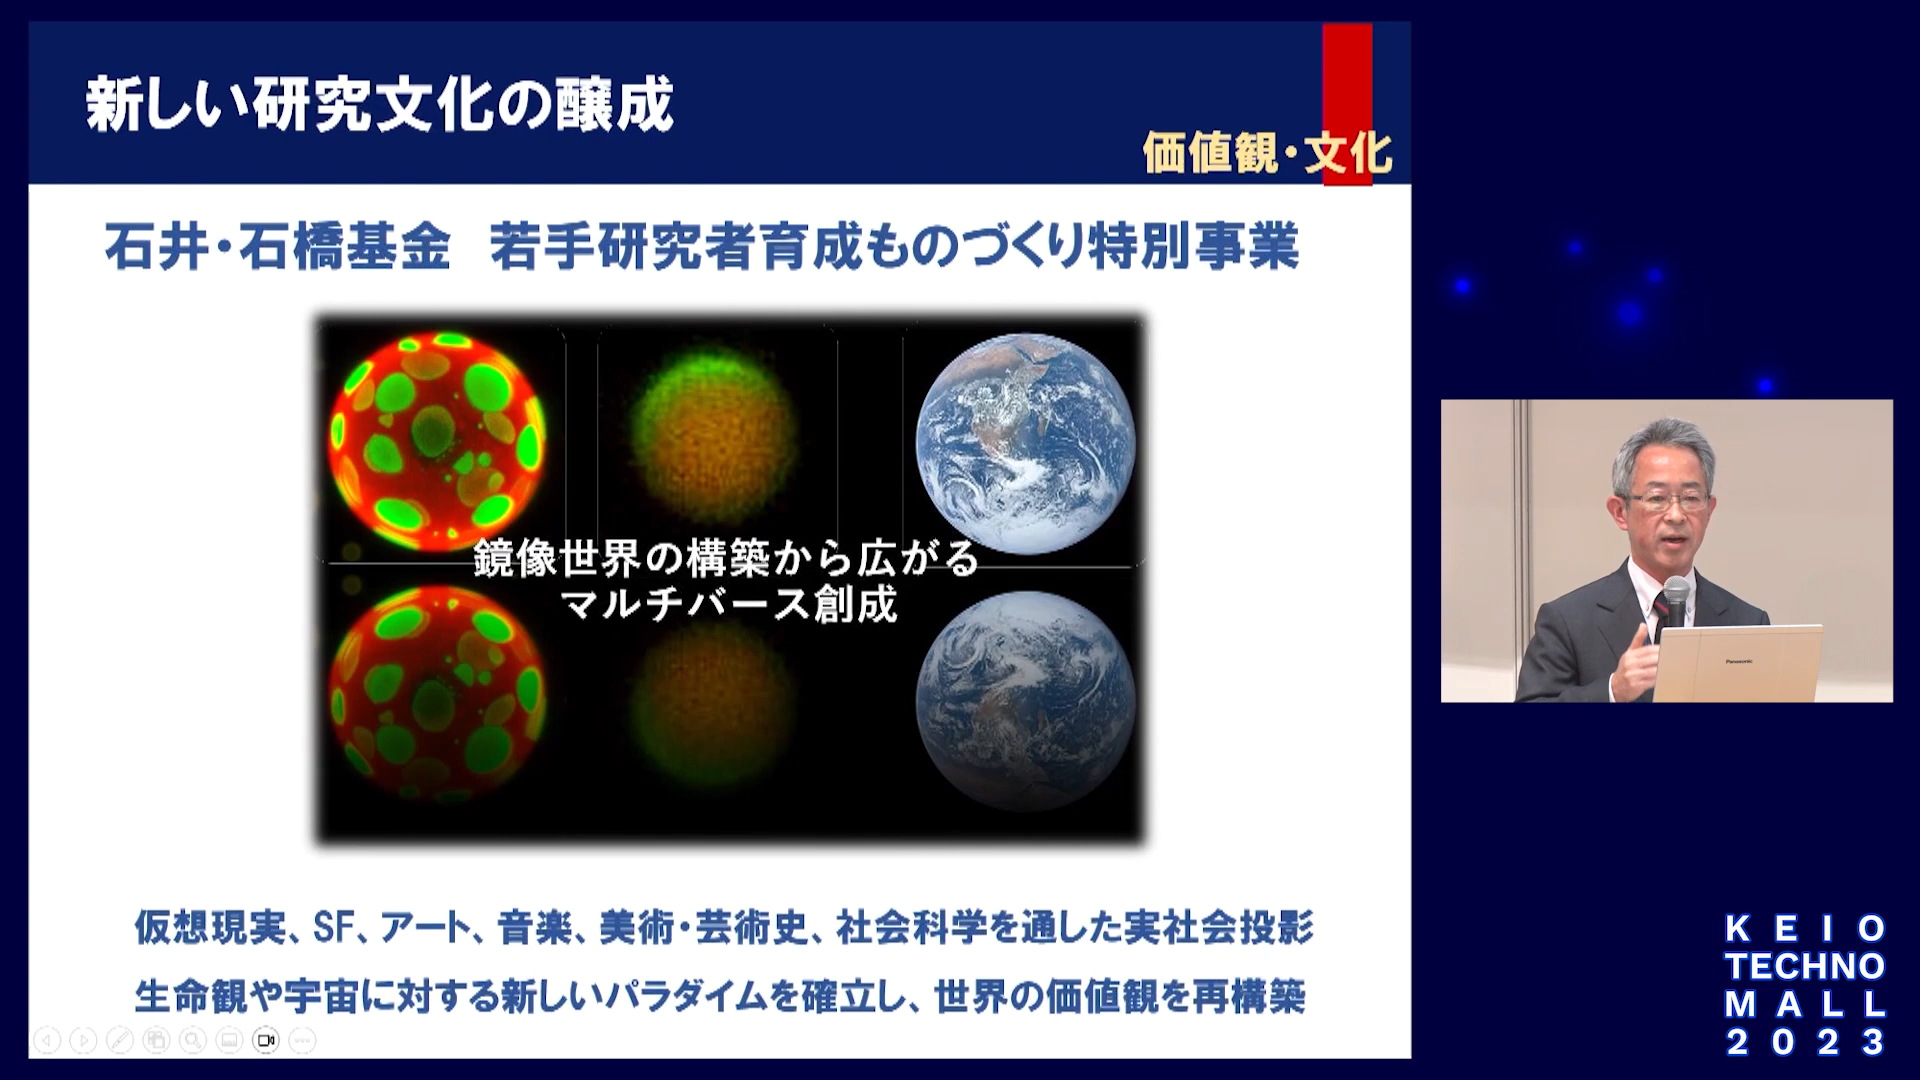 新しい研究文化の醸成
価値観・文化
石井・石橋基金 若手研究者育成ものづくり特別事業
鏡像世界の構築から広がる
マルチバース創成
仮想現実、SF、アート、音楽、美術・芸術史、社会科学を通した実社会投影
生命観や宇宙に対する新しいパラダイムを確立し、世界の価値観を再構築
Panasonic
KEIO
TECHNO
MALL
2023